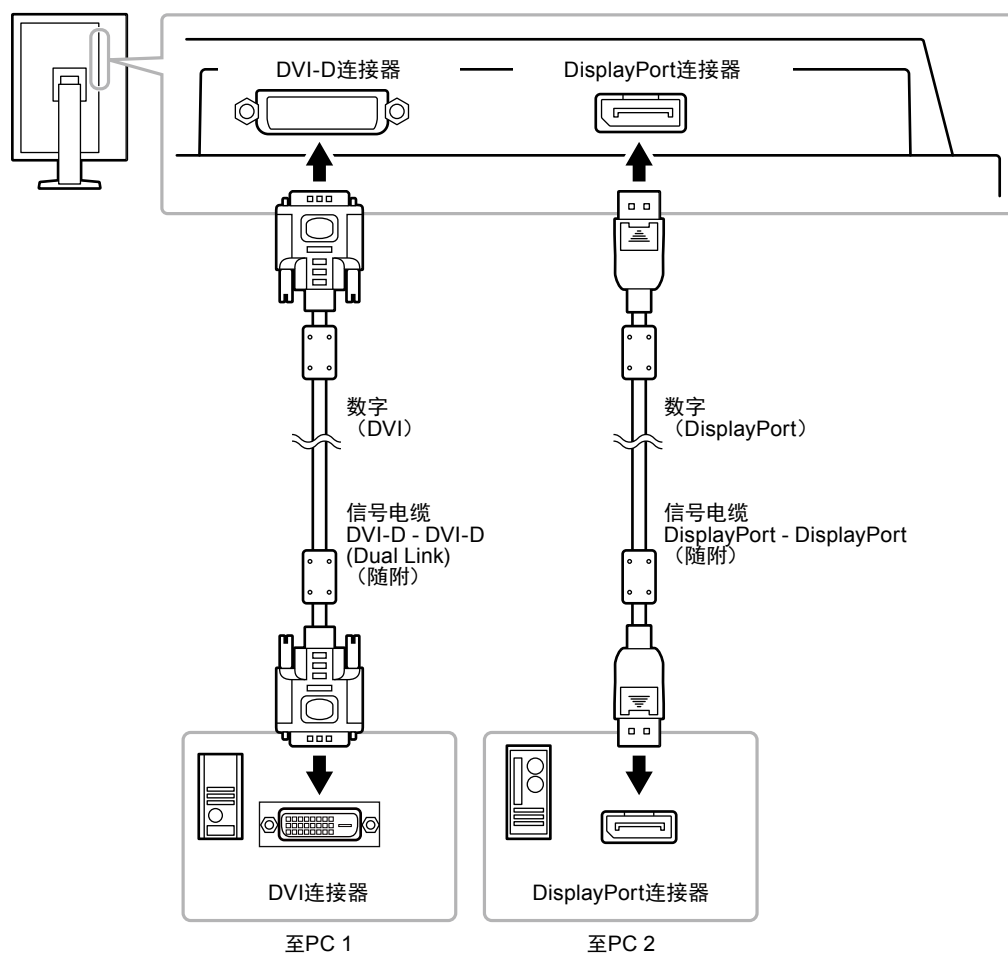 DVI-D连接器
DisplayPort连接器
数字
（DVI）
数字
（DisplayPort）
信号电缆
DVI-D - DVI-D
(Dual Link)
（随附）
信号电缆
DisplayPort - DisplayPort
（随附）
DVI连接器
DisplayPort连接器
至PC 1
至PC 2